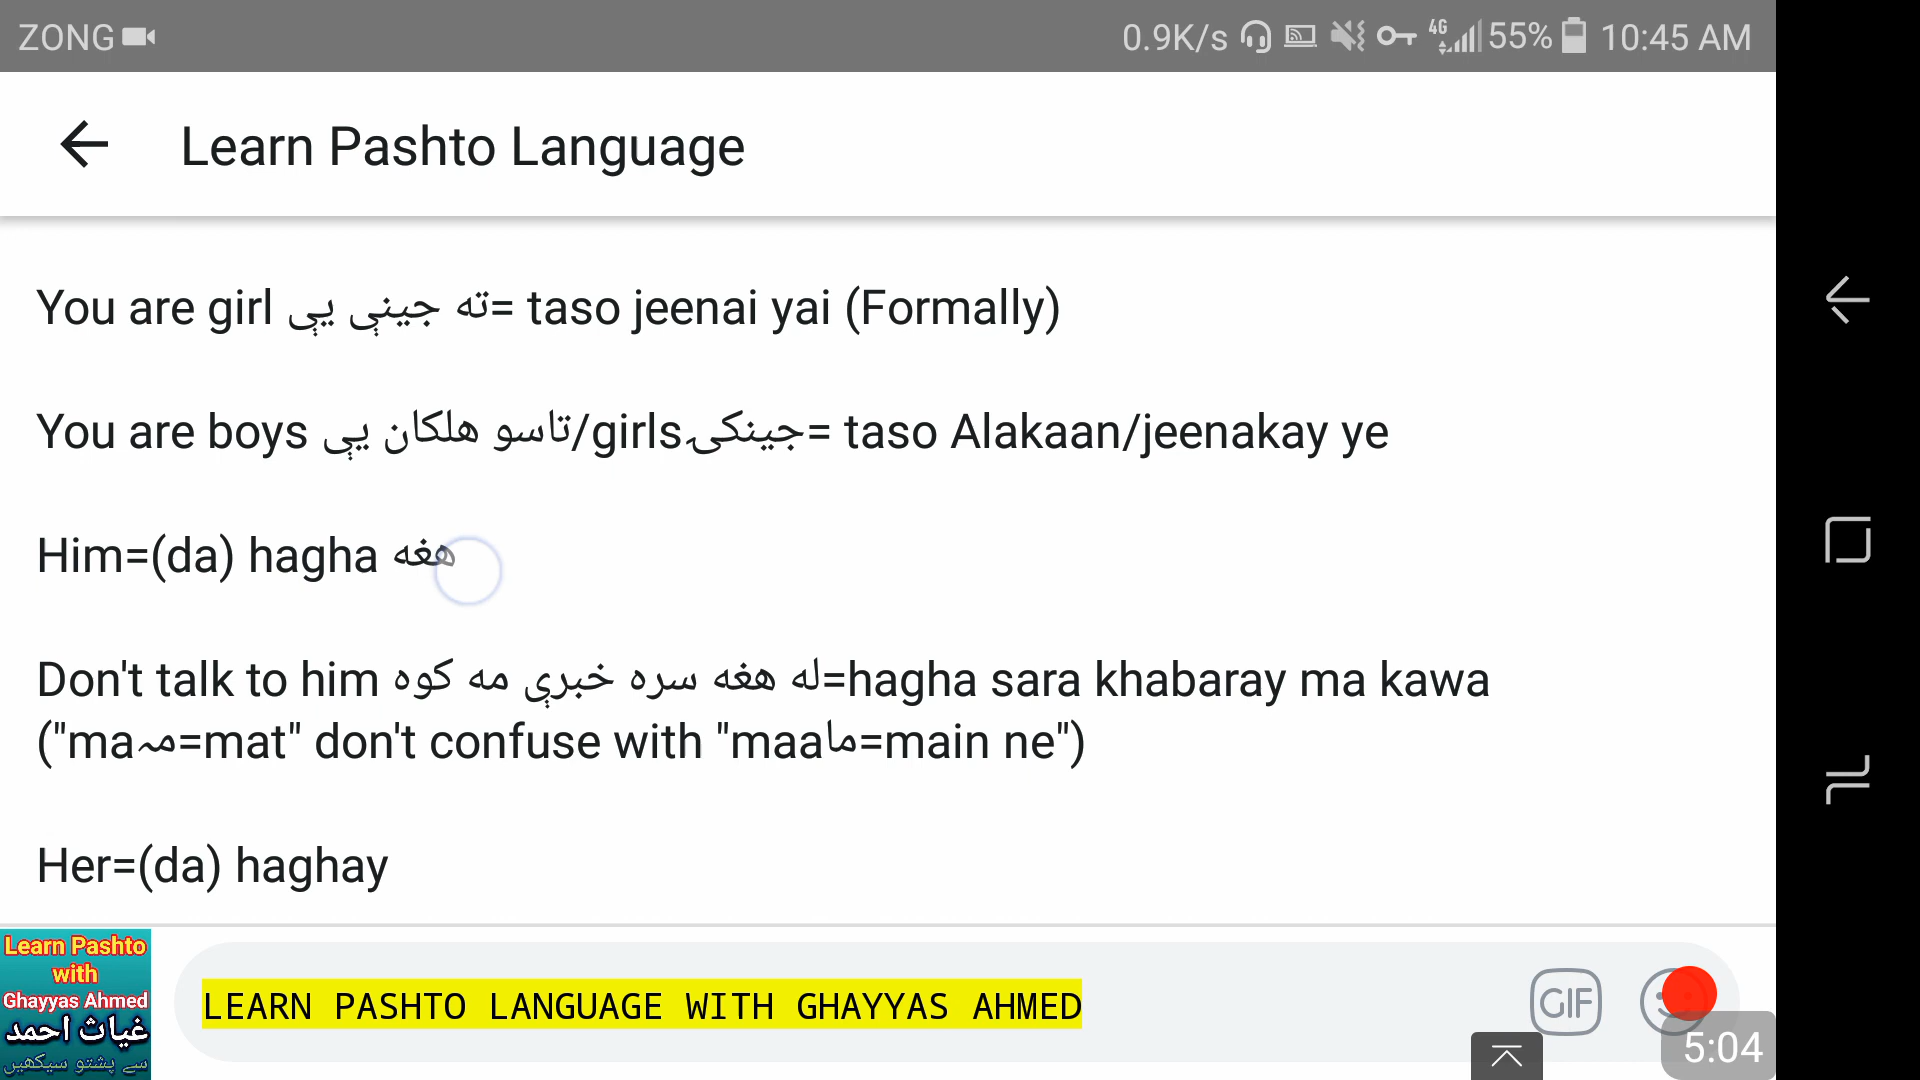 ZONG
0.9K/s 4G 55% 10:45 AM
Learn Pashto Language
You are girl ته جيني يې= taso jeenai yai (Formally)
You are boys تاسو هلکان يې/girlsجينکۍ= taso Alakaan/jeenakay ye
Him=(da) hagha هغه
Don't talk to him له هغه سره خبرې مه کوه=hagha sara khabaray ma kawa
("maمہ=mat" don't confuse with "maaما=main ne")
Her=(da) haghay
Learn Pashto
with
Ghayyas Ahmed
غیاث احمد
سے پشتو سیکھیں
LEARN PASHTO LANGUAGE WITH GHAYYAS AHMED
GIF
5:04